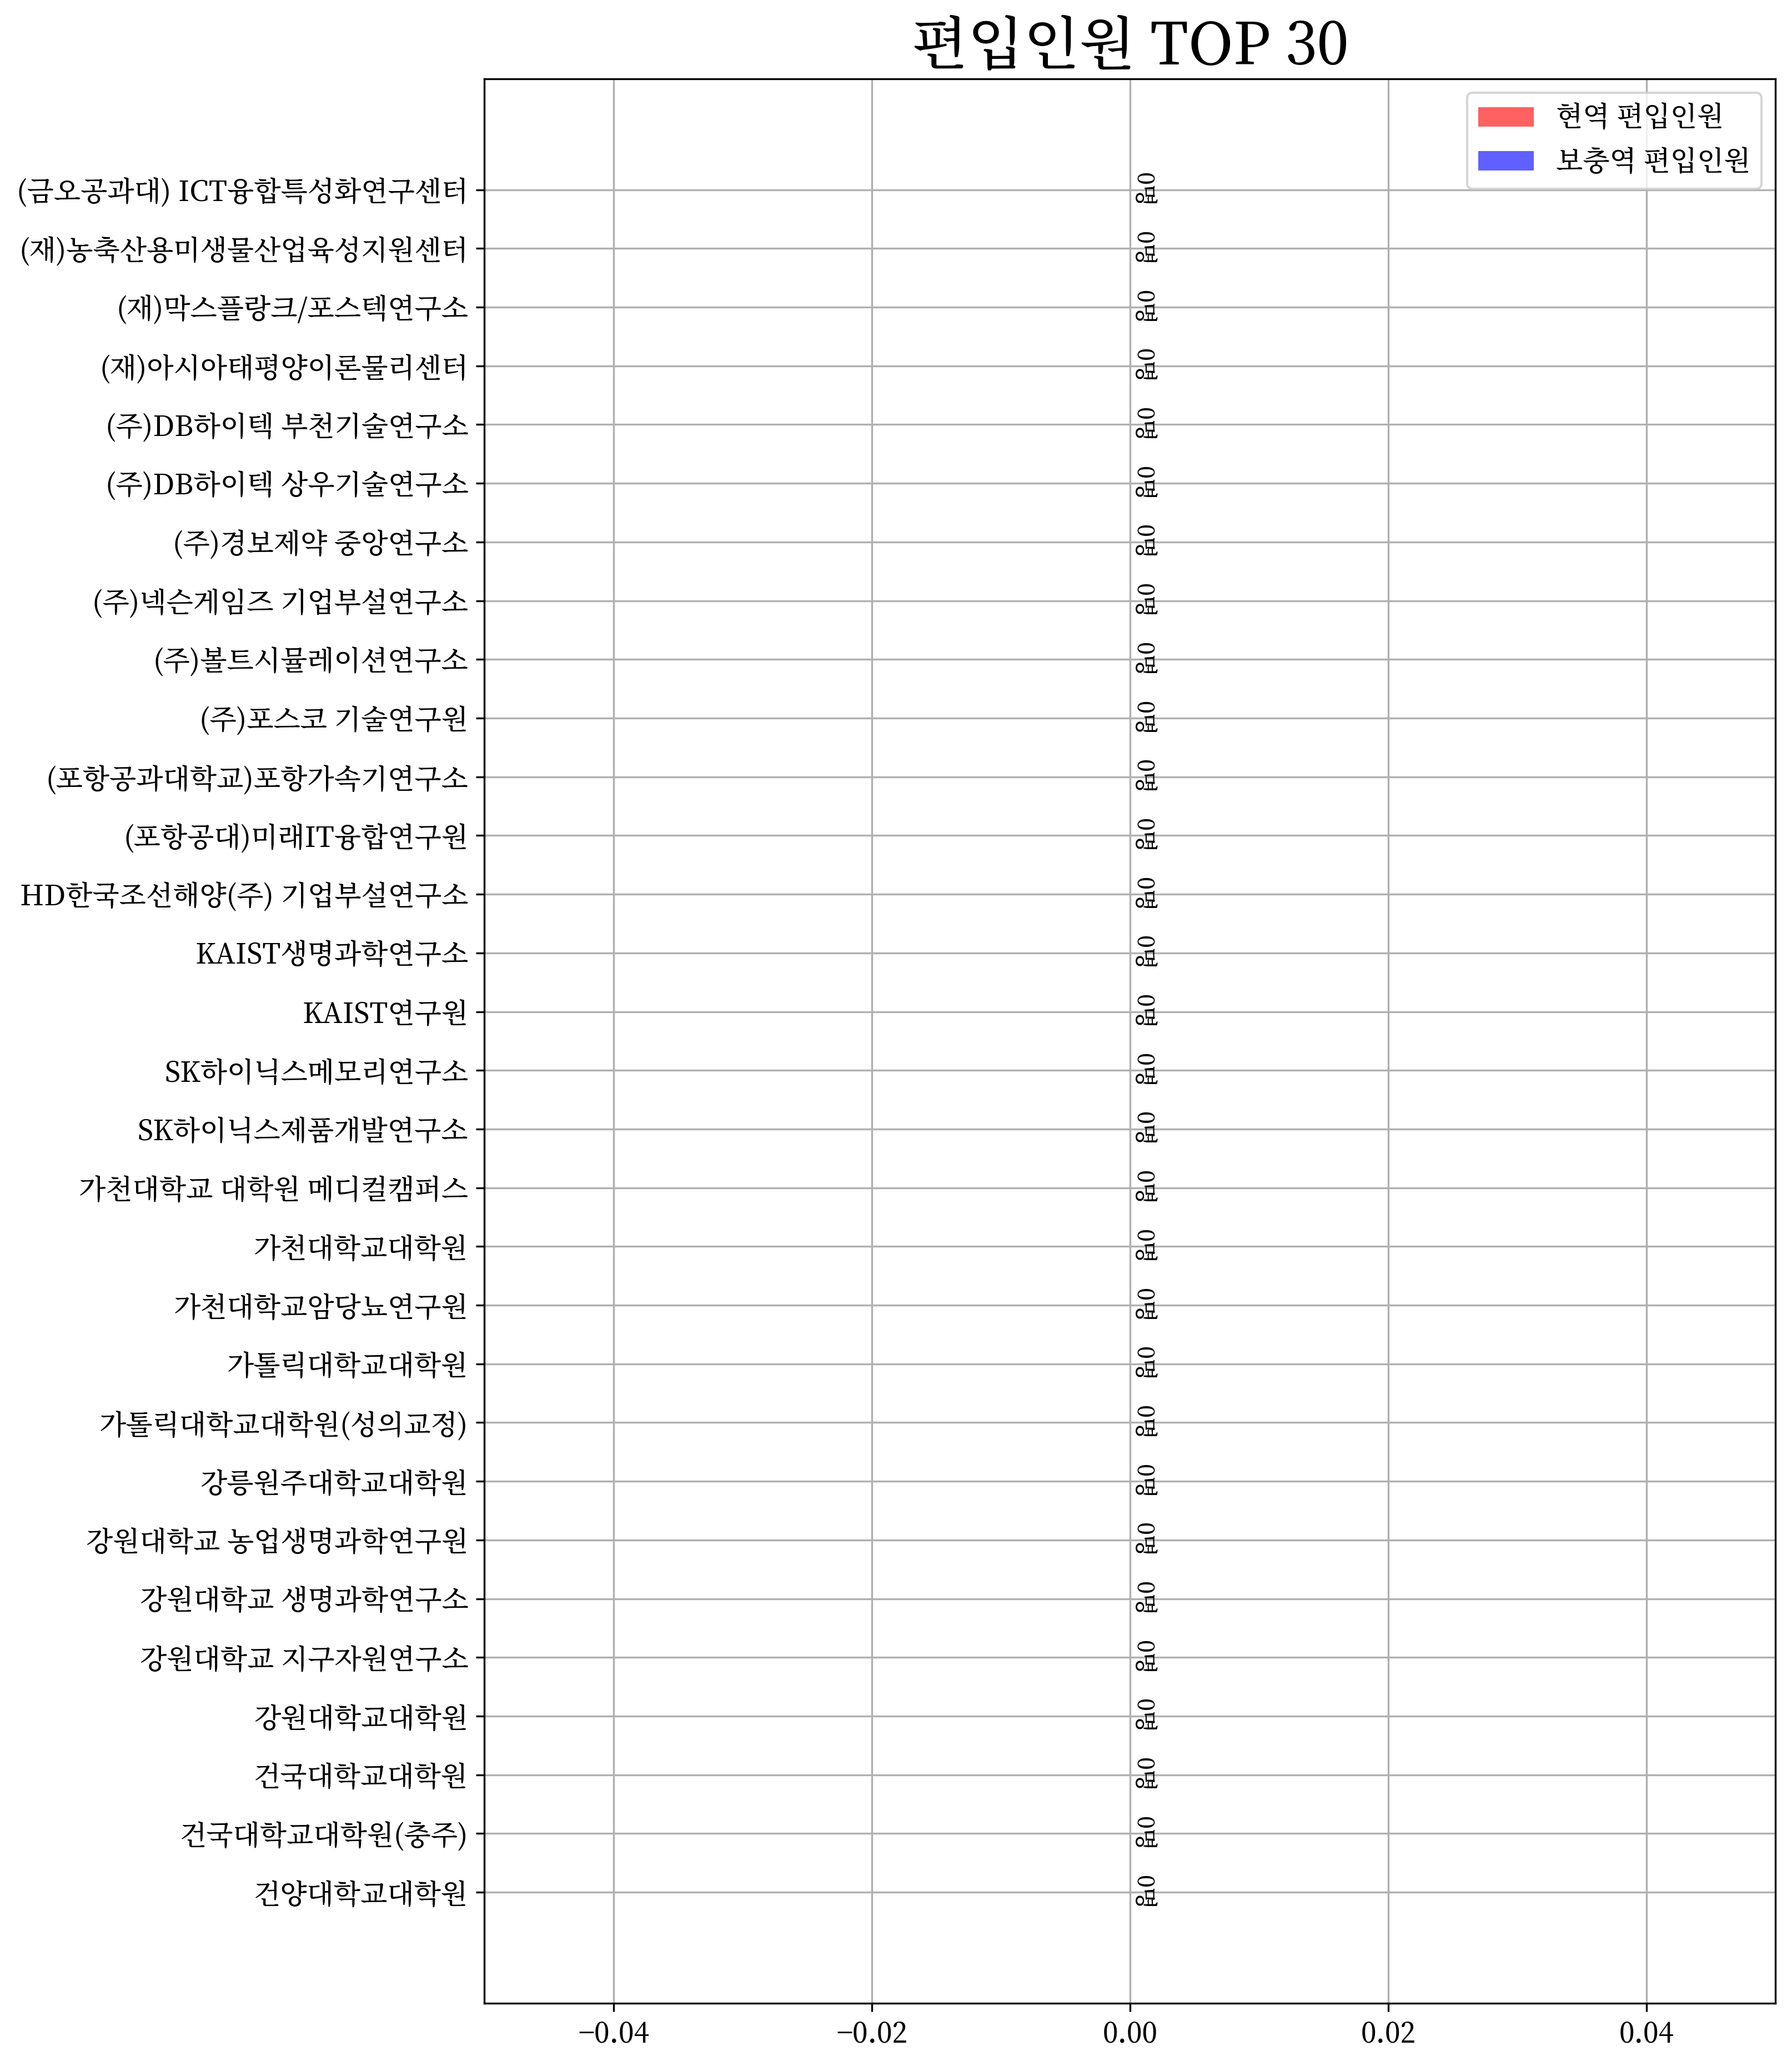 편입인원 TOP 30
현역 편입인원
보충역 편입인원
(금오공과대) ICT융합특성화연구센터
0명
(재)농축산용미생물산업육성지원센터
0명
(재)막스플랑크/포스텍연구소
0명
(재)아시아태평양이론물리센터
0명
(주)DB하이텍 부천기술연구소
0명
(주)DB하이텍 상우기술연구소
0명
(주)경보제약 중앙연구소
0명
(주)넥슨게임즈 기업부설연구소
0명
(주)볼트시뮬레이션연구소
0명
(주)포스코 기술연구원
0명
(포항공과대학교)포항가속기연구소
0명
(포항공대)미래IT융합연구원
0명
HD한국조선해양(주) 기업부설연구소
0명
KAIST생명과학연구소
0명
KAIST연구원
0명
SK하이닉스메모리연구소
0명
SK하이닉스제품개발연구소
0명
가천대학교 대학원 메디컬캠퍼스
0명
가천대학교대학원
0명
가천대학교암당뇨연구원
0명
가톨릭대학교대학원
0명
가톨릭대학교대학원(성의교정)
0명
강릉원주대학교대학원
0명
강원대학교 농업생명과학연구원
0명
강원대학교 생명과학연구소
0명
강원대학교 지구자원연구소
0명
강원대학교대학원
0명
건국대학교대학원
0명
건국대학교대학원(충주)
0명
건양대학교대학원
0명
−0.04 −0.02 0.00 0.02 0.04